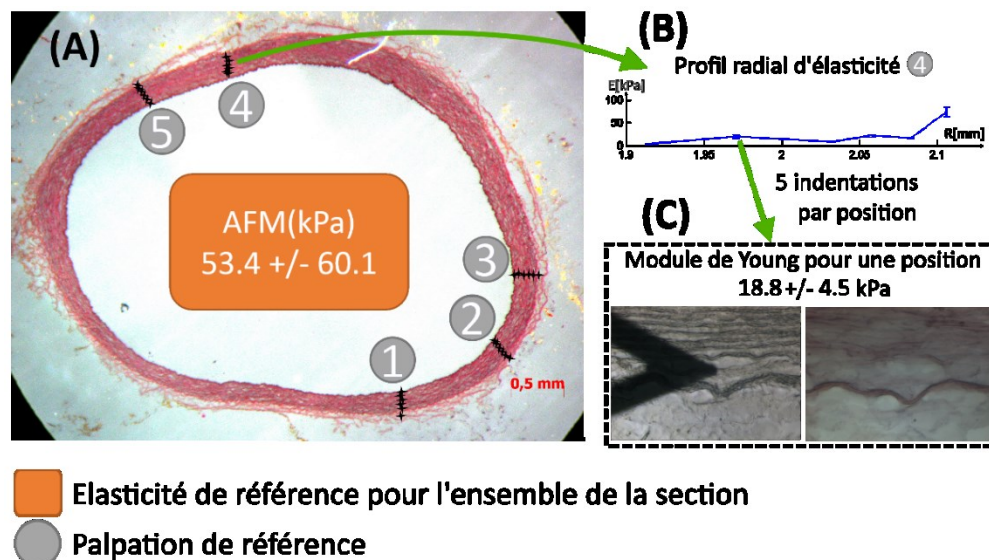 (A)
4
5
AFM(kPa)
53.4 +/- 60.1
3
2
1
0,5 mm
(B)
Profil radial d'élasticité 4
E[kPa]
100
50
0
1.9
1.95
2
2.05
2.1
R[mm]
5 indentations
par position
(C)
Module de Young pour une position
18.8 +/- 4.5 kPa
Elasticité de référence pour l'ensemble de la section
Palpation de référence